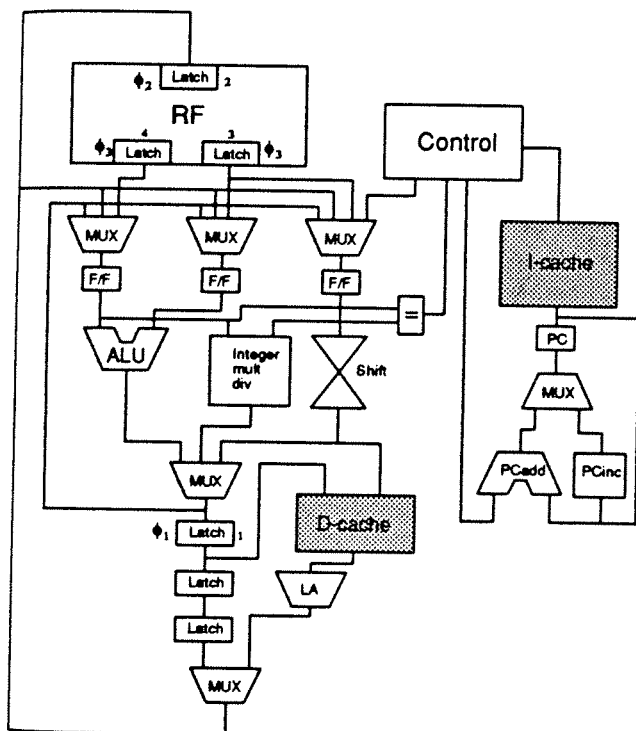 ϕ2 Latch 2
RF
4 3
ϕ3 Latch Latch ϕ3
Control
MUX MUX MUX
F/F F/F F/F
I-cache
=
PC
ALU
Integer
mult
div
Shift
MUX
MUX
PCadd PCinc
D-cache
ϕ1 Latch 1
Latch
LA
Latch
MUX